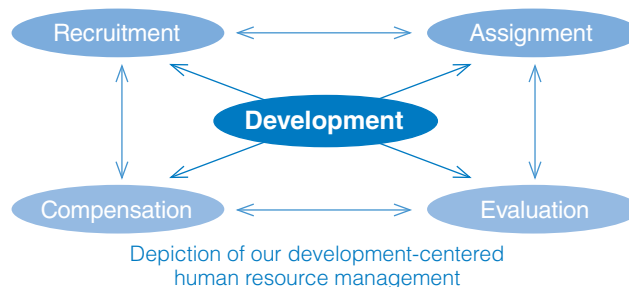 Recruitment
Assignment
Development
Compensation
Evaluation
Depiction of our development-centered
human resource management